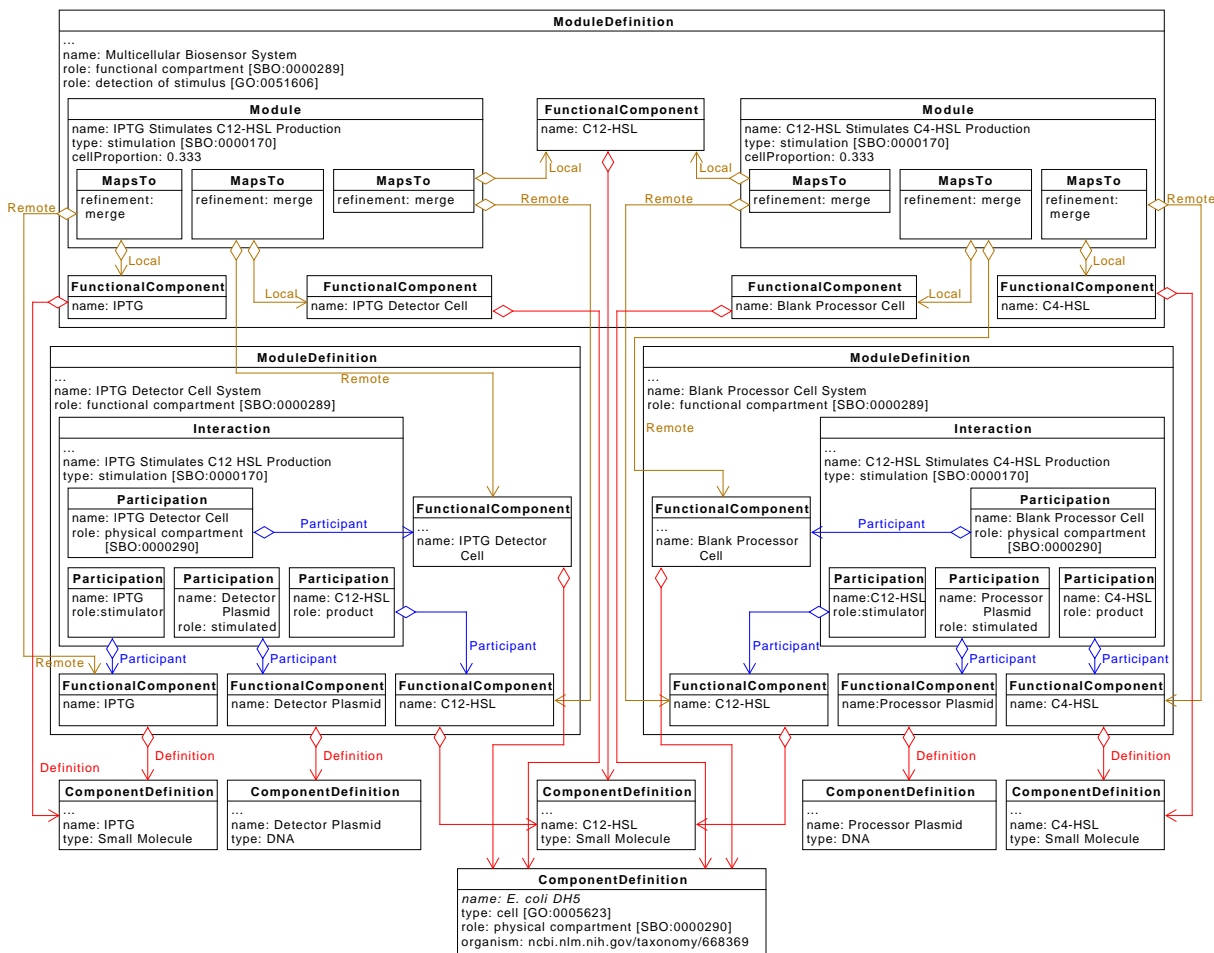 ModuleDefinition
...
name: Multicellular Biosensor System
role: functional compartment [SBO:0000289]
role: detection of stimulus [GO:0051606]
Module
name: IPTG Stimulates C12-HSL Production
type: stimulation [SBO:0000170]
cellProportion: 0.333
MapsTo
refinement:
merge
MapsTo
refinement: merge
MapsTo
refinement: merge
FunctionalComponent
name: C12-HSL
Module
name: C12-HSL Stimulates C4-HSL Production
type: stimulation [SBO:0000170]
cellProportion: 0.333
MapsTo
refinement: merge
MapsTo
refinement: merge
MapsTo
refinement:
merge
Local
Local
Remote
Remote
Remote
Remote
Local
Local
Local
Local
FunctionalComponent
name: IPTG
FunctionalComponent
name: IPTG Detector Cell
FunctionalComponent
name: Blank Processor Cell
FunctionalComponent
name: C4-HSL
ModuleDefinition
...
name: IPTG Detector Cell System
role: functional compartment [SBO:0000289]
Remote
Interaction
...
name: IPTG Stimulates C12 HSL Production
type: stimulation [SBO:0000170]
Participation
name: IPTG Detector Cell
role: physical compartment
[SBO:0000290]
Participant
FunctionalComponent
...
name: IPTG Detector
Cell
Participation
name: IPTG
role:stimulator
Participation
name: Detector
Plasmid
role: stimulated
Participation
name: C12-HSL
role: product
Remote
Participant
Participant
Participant
FunctionalComponent
name: IPTG
FunctionalComponent
name: Detector Plasmid
FunctionalComponent
name: C12-HSL
ModuleDefinition
...
name: Blank Processor Cell System
role: functional compartment [SBO:0000289]
Remote
Interaction
...
name: C12-HSL Stimulates C4-HSL Production
type: stimulation [SBO:0000170]
FunctionalComponent
...
name: Blank Processor
Cell
Participant
Participation
name: Blank Processor Cell
role: physical compartment
[SBO:0000290]
Participation
name:C12-HSL
role:stimulator
Participation
name: Processor
Plasmid
role: stimulated
Participation
name: C4-HSL
role: product
Participant
Participant
Participant
FunctionalComponent
name: C12-HSL
FunctionalComponent
name:Processor Plasmid
FunctionalComponent
name: C4-HSL
Definition
Definition
Definition
Definition
Definition
ComponentDefinition
...
name: IPTG
type: Small Molecule
ComponentDefinition
...
name: Detector Plasmid
type: DNA
ComponentDefinition
...
name: C12-HSL
type: Small Molecule
ComponentDefinition
...
name: Processor Plasmid
type: DNA
ComponentDefinition
...
name: C4-HSL
type: Small Molecule
ComponentDefinition
name: E. coli DH5
type: cell [GO:0005623]
role: physical compartment [SBO:0000290]
organism: ncbi.nlm.nih.gov/taxonomy/668369